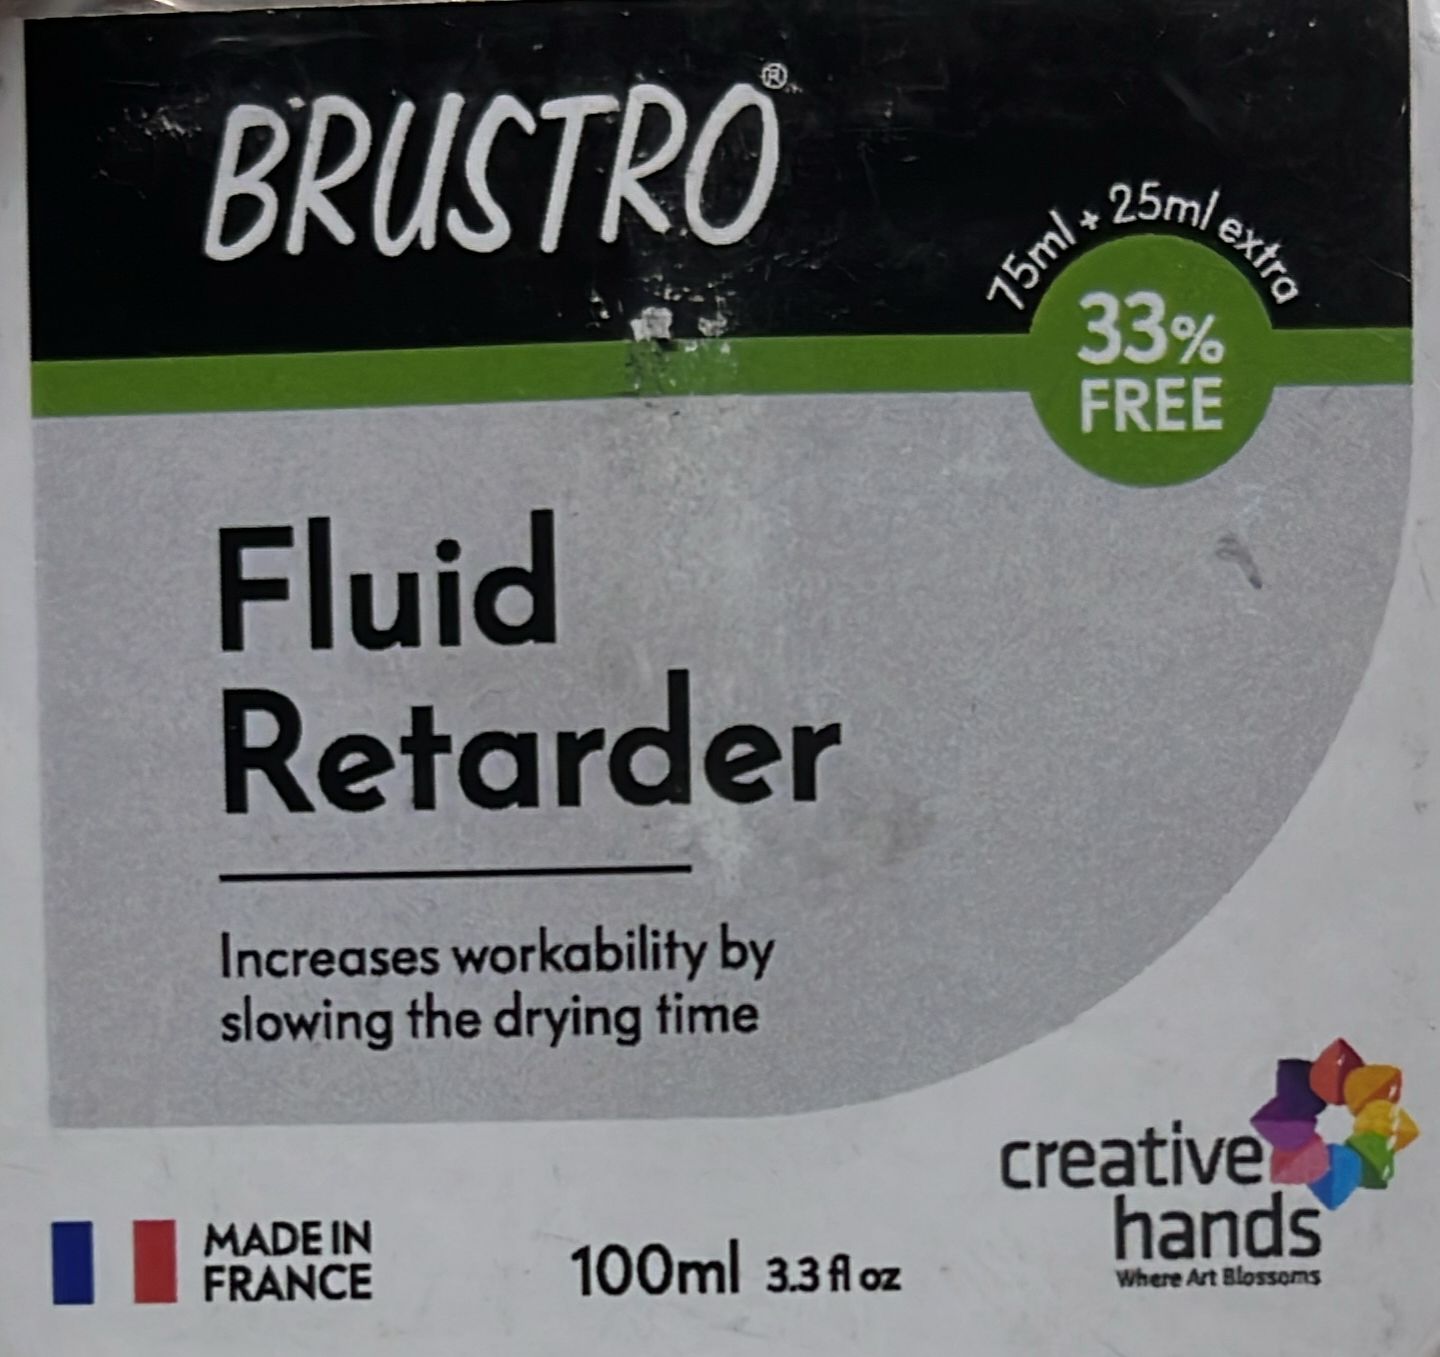 BRUSTRO®
75ml + 25ml extra
33%
FREE
Fluid
Retarder
Increases workability by
slowing the drying time
MADE IN
FRANCE
100ml 3.3 fl oz
creative
hands
Where Art Blossoms